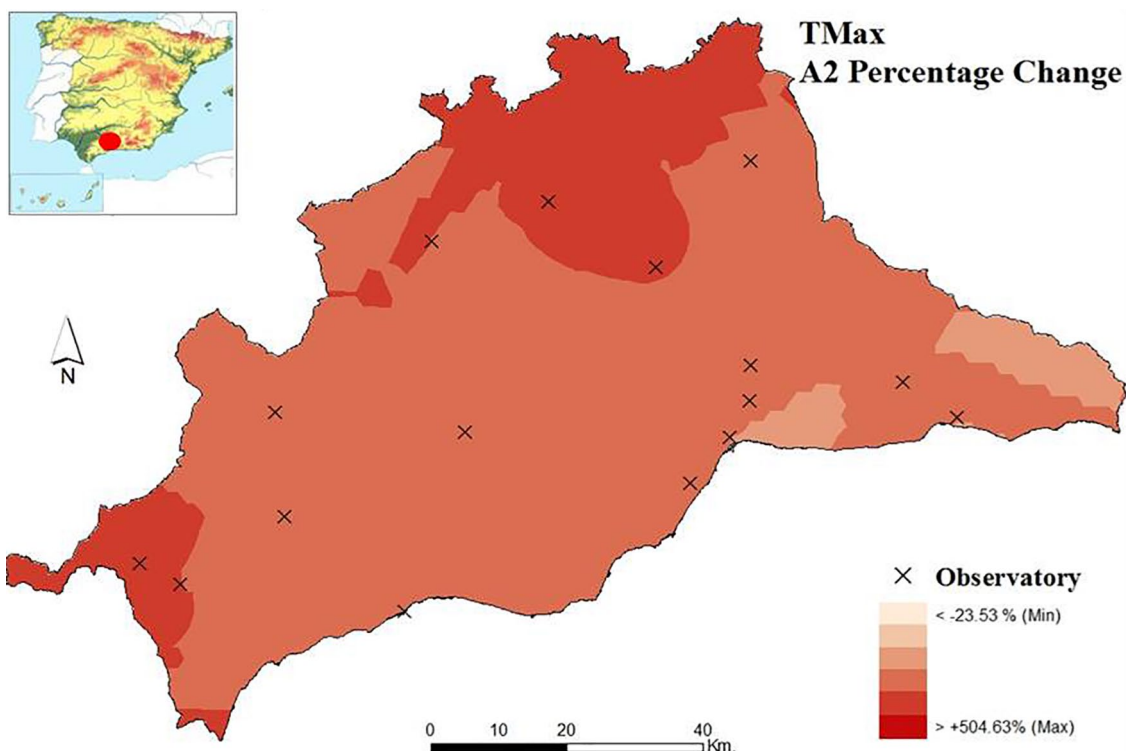 TMax
A2 Percentage Change
N
× Observatory
< -23.53 % (Min)
> +504.63% (Max)
0 10 20 40
Km.